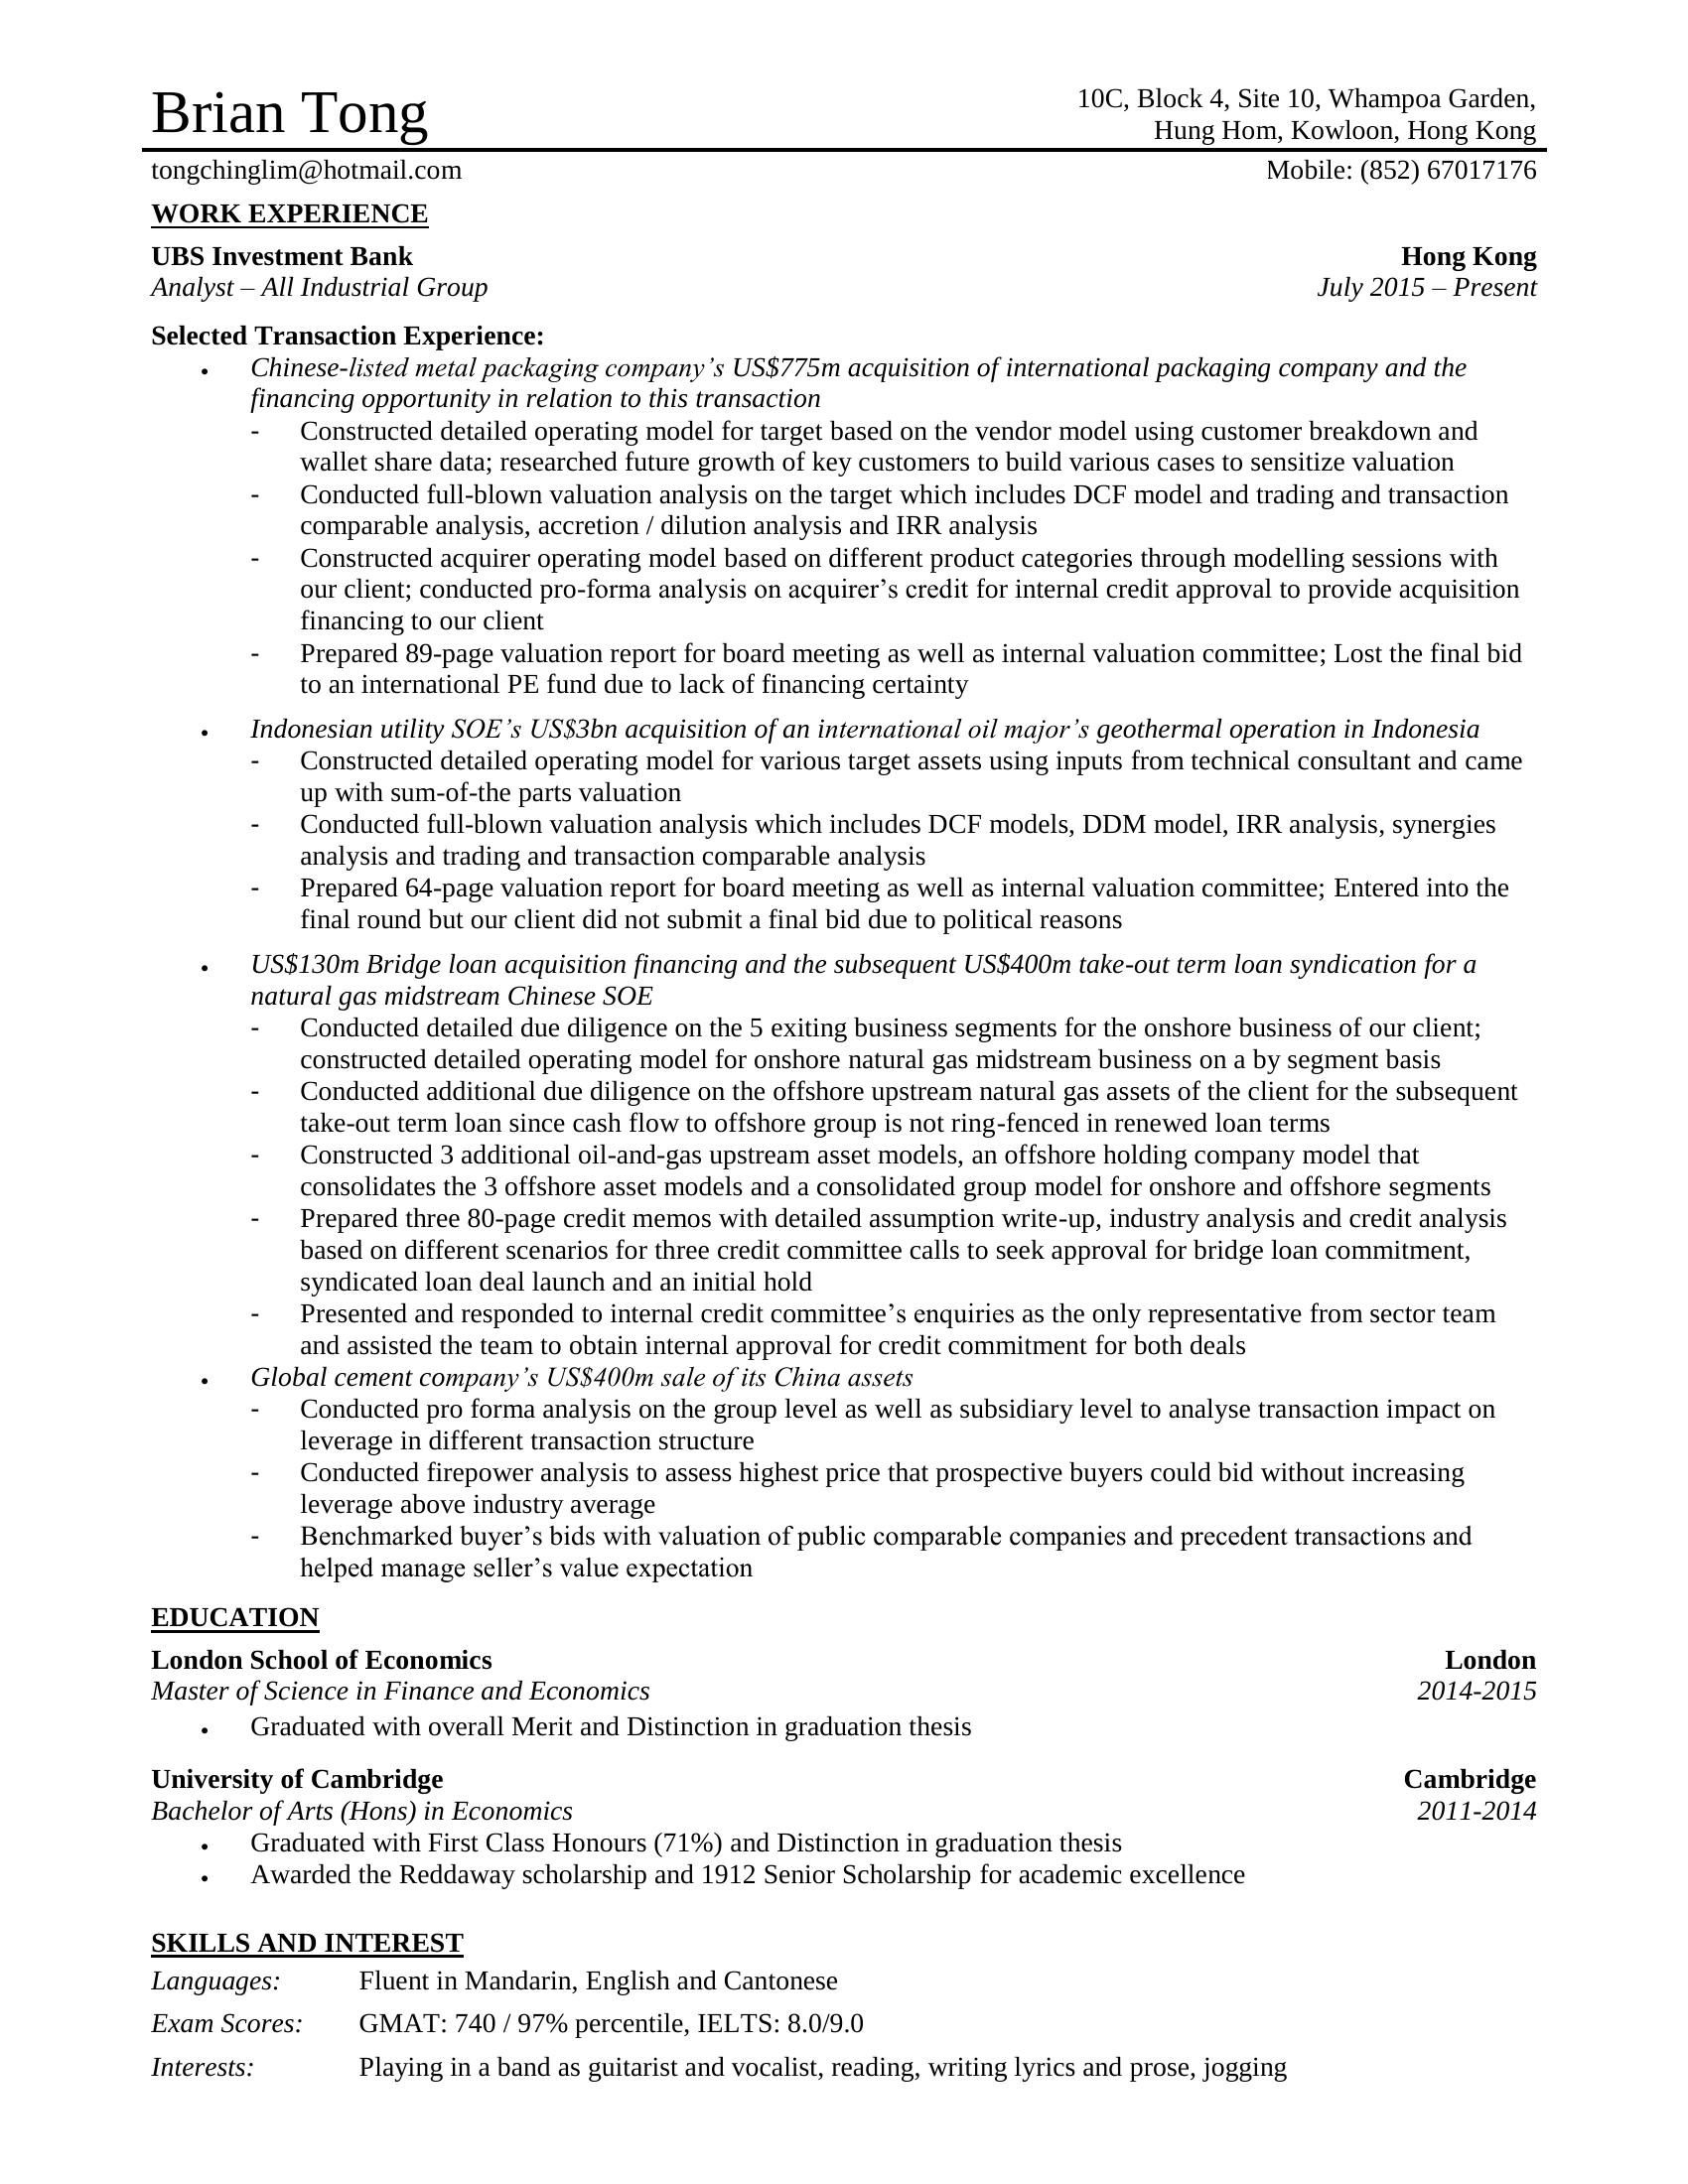 Brian Tong
10C, Block 4, Site 10, Whampoa Garden,
Hung Hom, Kowloon, Hong Kong
tongchinglim@hotmail.com Mobile: (852) 67017176
WORK EXPERIENCE
UBS Investment Bank Hong Kong
Analyst – All Industrial Group July 2015 – Present
Selected Transaction Experience:
• Chinese-listed metal packaging company’s US$775m acquisition of international packaging company and the
financing opportunity in relation to this transaction
- Constructed detailed operating model for target based on the vendor model using customer breakdown and
wallet share data; researched future growth of key customers to build various cases to sensitize valuation
- Conducted full-blown valuation analysis on the target which includes DCF model and trading and transaction
comparable analysis, accretion / dilution analysis and IRR analysis
- Constructed acquirer operating model based on different product categories through modelling sessions with
our client; conducted pro-forma analysis on acquirer’s credit for internal credit approval to provide acquisition
financing to our client
- Prepared 89-page valuation report for board meeting as well as internal valuation committee; Lost the final bid
to an international PE fund due to lack of financing certainty
• Indonesian utility SOE’s US$3bn acquisition of an international oil major’s geothermal operation in Indonesia
- Constructed detailed operating model for various target assets using inputs from technical consultant and came
up with sum-of-the parts valuation
- Conducted full-blown valuation analysis which includes DCF models, DDM model, IRR analysis, synergies
analysis and trading and transaction comparable analysis
- Prepared 64-page valuation report for board meeting as well as internal valuation committee; Entered into the
final round but our client did not submit a final bid due to political reasons
• US$130m Bridge loan acquisition financing and the subsequent US$400m take-out term loan syndication for a
natural gas midstream Chinese SOE
- Conducted detailed due diligence on the 5 exiting business segments for the onshore business of our client;
constructed detailed operating model for onshore natural gas midstream business on a by segment basis
- Conducted additional due diligence on the offshore upstream natural gas assets of the client for the subsequent
take-out term loan since cash flow to offshore group is not ring-fenced in renewed loan terms
- Constructed 3 additional oil-and-gas upstream asset models, an offshore holding company model that
consolidates the 3 offshore asset models and a consolidated group model for onshore and offshore segments
- Prepared three 80-page credit memos with detailed assumption write-up, industry analysis and credit analysis
based on different scenarios for three credit committee calls to seek approval for bridge loan commitment,
syndicated loan deal launch and an initial hold
- Presented and responded to internal credit committee’s enquiries as the only representative from sector team
and assisted the team to obtain internal approval for credit commitment for both deals
• Global cement company’s US$400m sale of its China assets
- Conducted pro forma analysis on the group level as well as subsidiary level to analyse transaction impact on
leverage in different transaction structure
- Conducted firepower analysis to assess highest price that prospective buyers could bid without increasing
leverage above industry average
- Benchmarked buyer’s bids with valuation of public comparable companies and precedent transactions and
helped manage seller’s value expectation
EDUCATION
London School of Economics London
Master of Science in Finance and Economics 2014-2015
• Graduated with overall Merit and Distinction in graduation thesis
University of Cambridge Cambridge
Bachelor of Arts (Hons) in Economics 2011-2014
• Graduated with First Class Honours (71%) and Distinction in graduation thesis
• Awarded the Reddaway scholarship and 1912 Senior Scholarship for academic excellence
SKILLS AND INTEREST
Languages: Fluent in Mandarin, English and Cantonese
Exam Scores: GMAT: 740 / 97% percentile, IELTS: 8.0/9.0
Interests: Playing in a band as guitarist and vocalist, reading, writing lyrics and prose, jogging